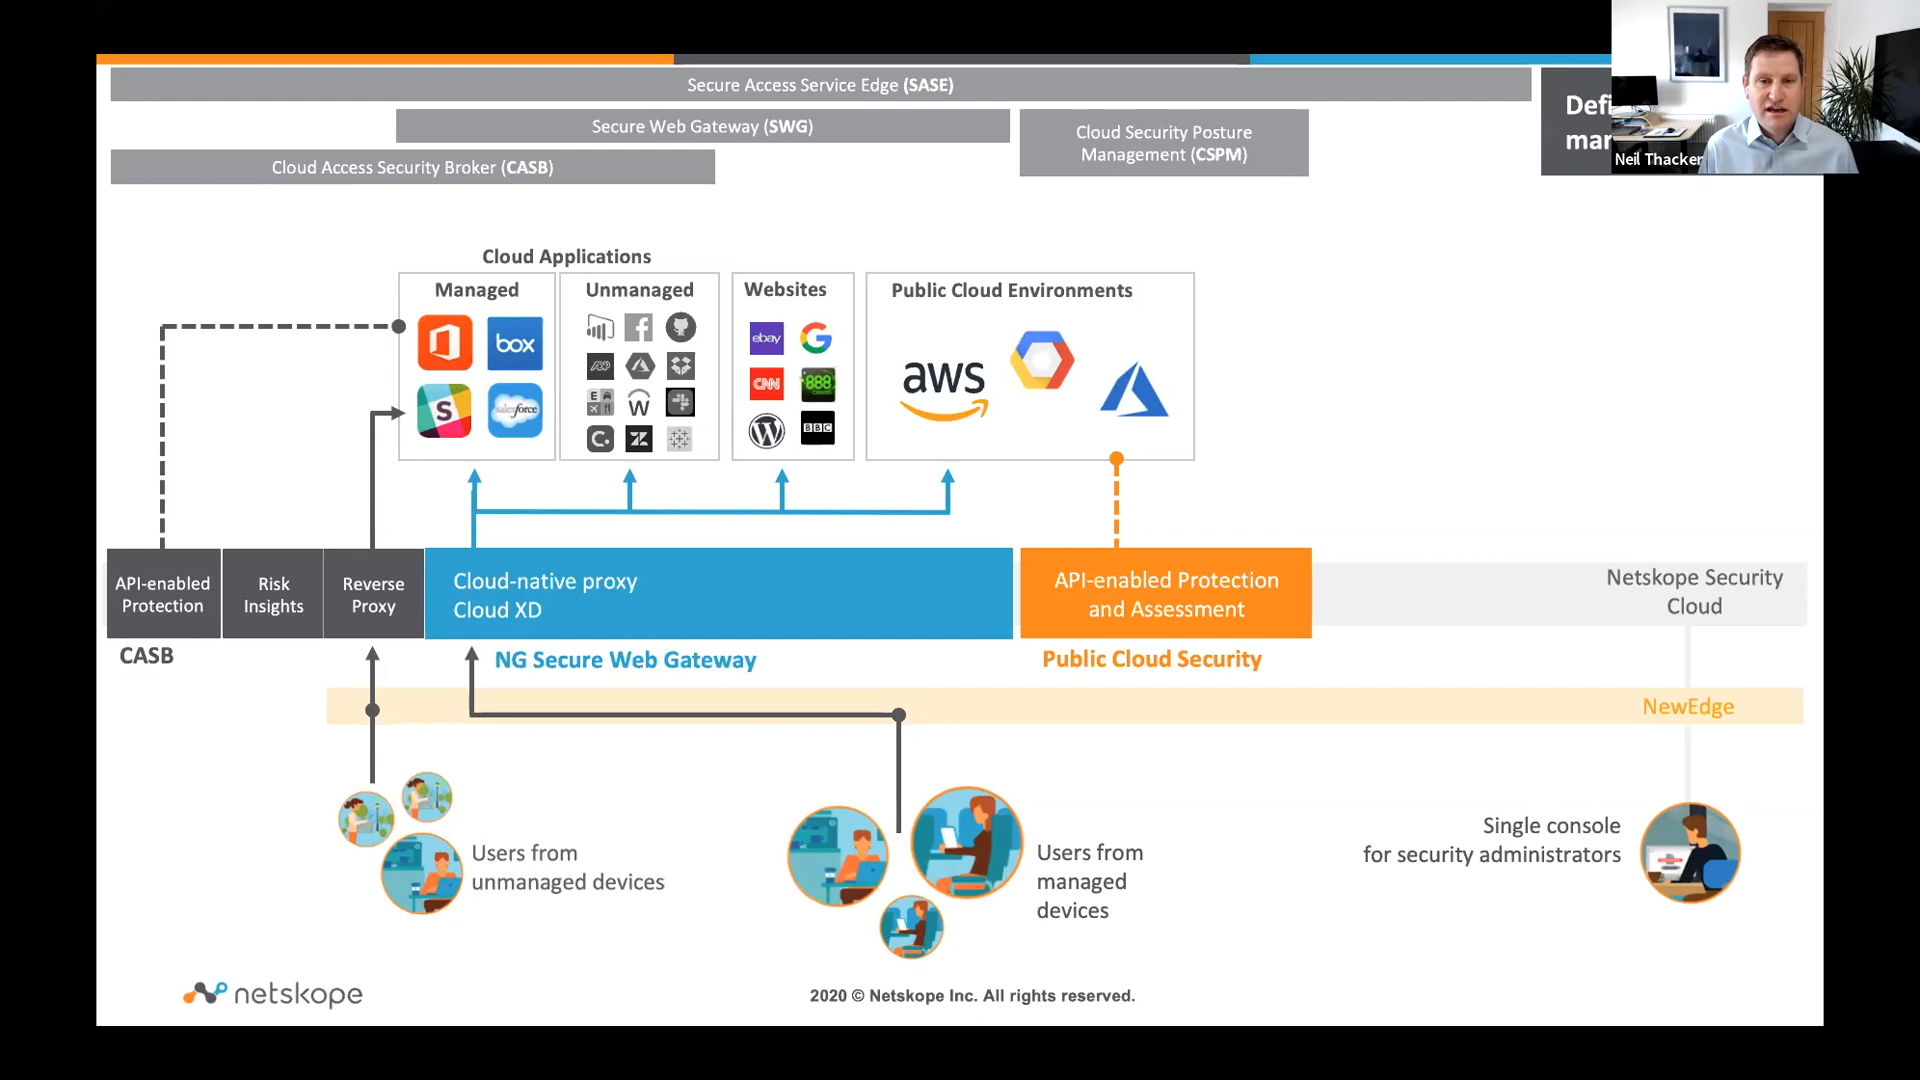 Secure Access Service Edge (SASE)
Secure Web Gateway (SWG)
Cloud Security Posture
Management (CSPM)
Cloud Access Security Broker (CASB)
Neil Thacker
Cloud Applications
Managed
Unmanaged
Websites
Public Cloud Environments
box
ebay
aws
CNN
888
S
salesforce
W
BBC
API-enabled
Protection
Risk
Insights
Reverse
Proxy
Cloud-native proxy
Cloud XD
API-enabled Protection
and Assessment
Netskope Security
Cloud
CASB
NG Secure Web Gateway
Public Cloud Security
NewEdge
Users from
unmanaged devices
Users from
managed
devices
Single console
for security administrators
netskope
2020 © Netskope Inc. All rights reserved.